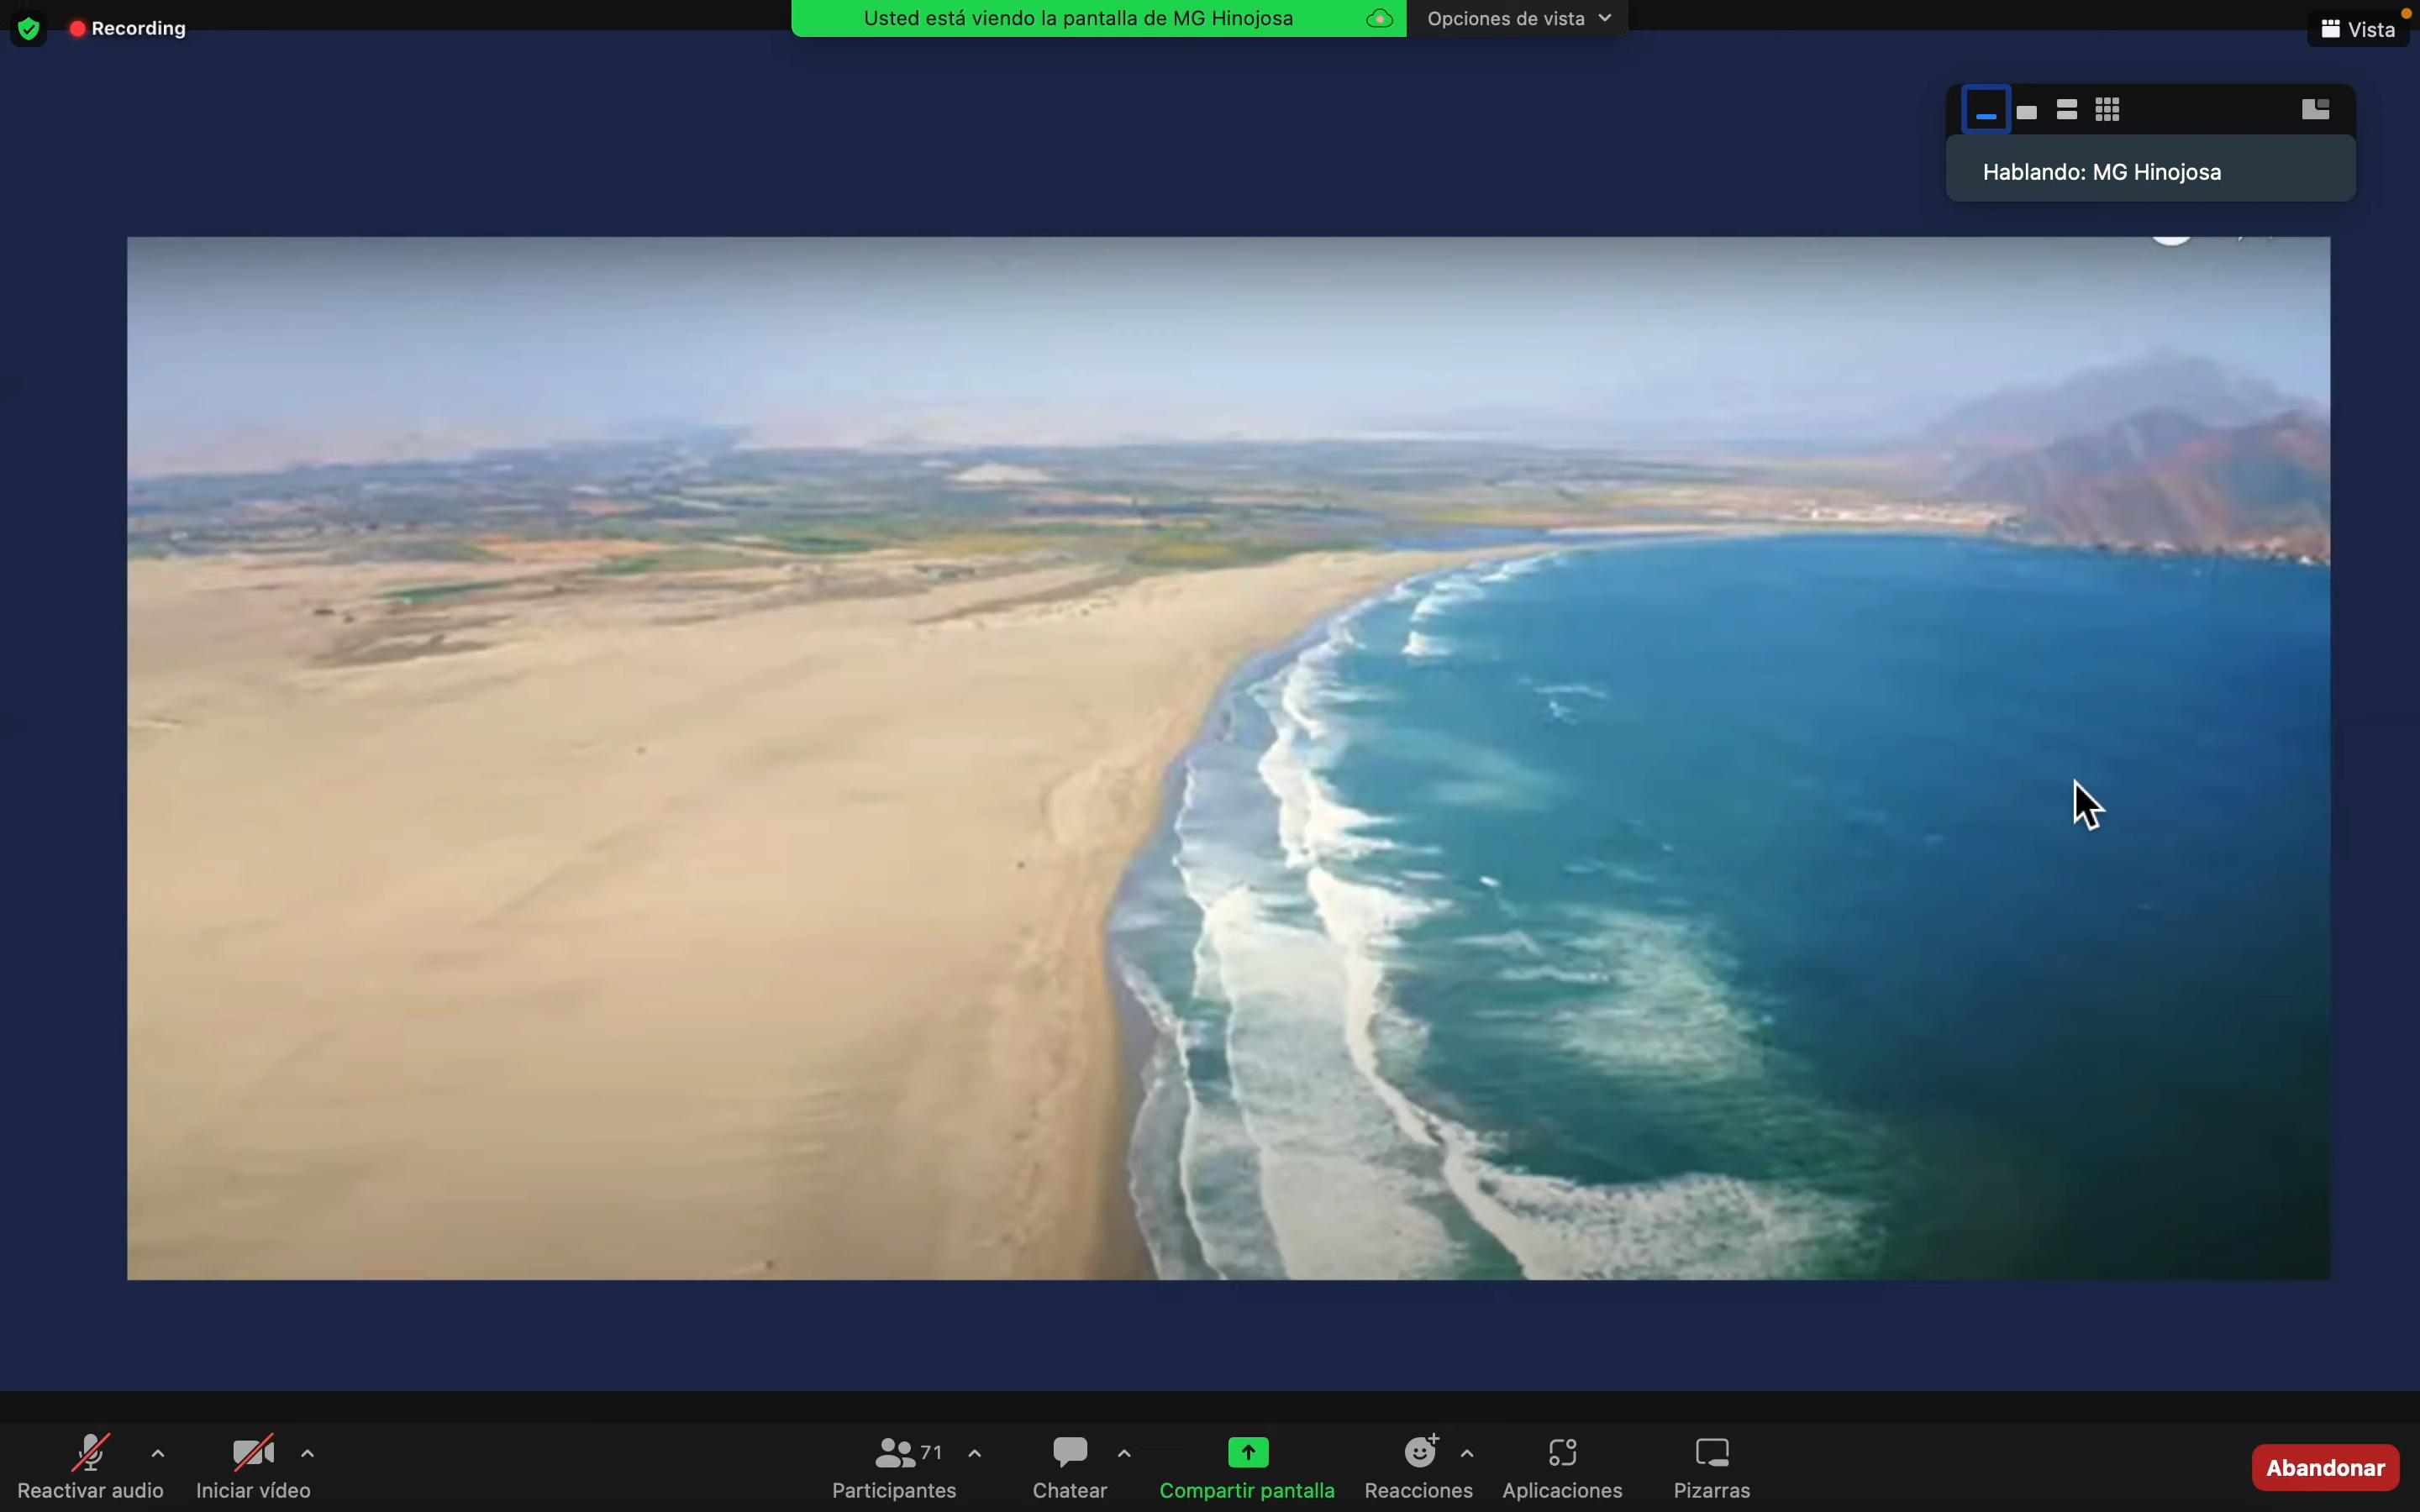 Recording
Usted está viendo la pantalla de MG Hinojosa
Opciones de vista
Vista
Hablando: MG Hinojosa
71
Reactivar audio
Iniciar vídeo
Participantes
Chatear
Compartir pantalla
Reacciones
Aplicaciones
Pizarras
Abandonar